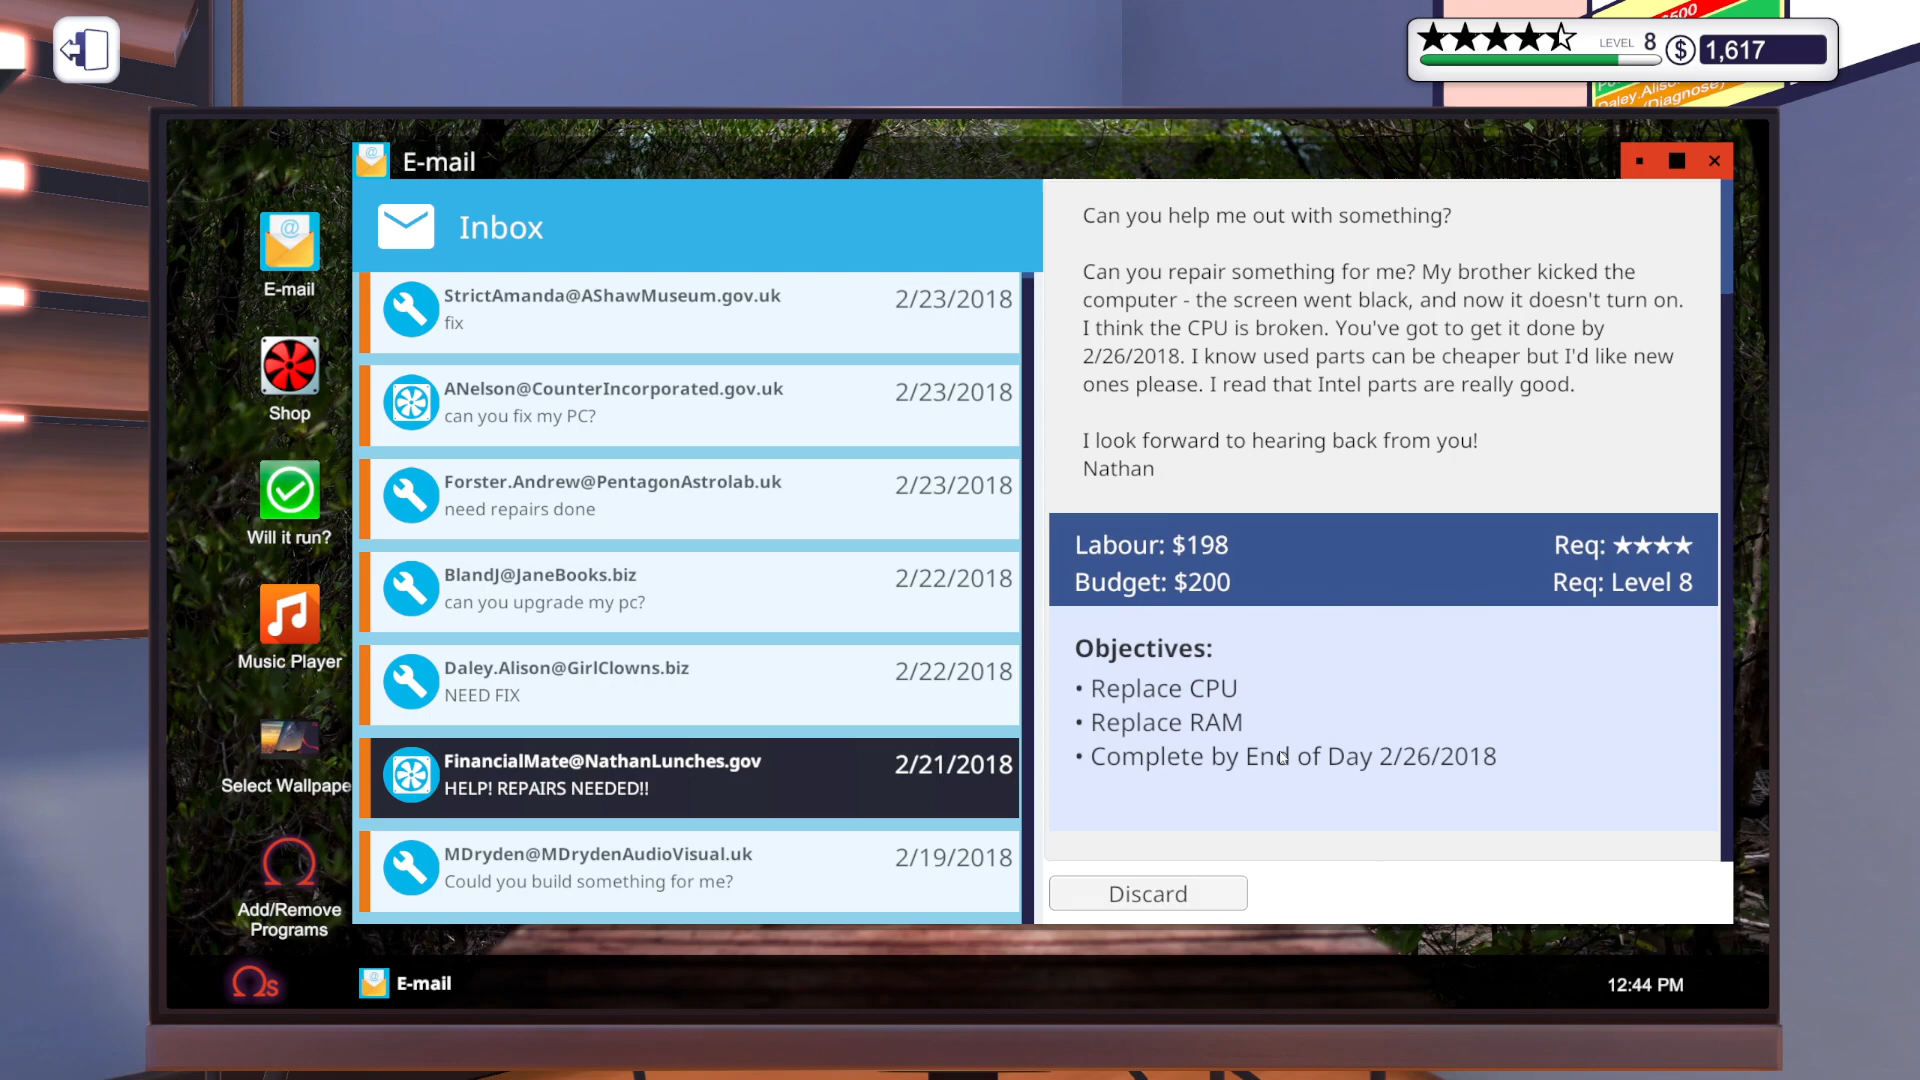 $500
LEVEL 8
$ 1,617
Daley.Alis
(Diagnose)
E-mail
Inbox
StrictAmanda@AShawMuseum.gov.uk
2/23/2018
fix
ANelson@CounterIncorporated.gov.uk
2/23/2018
can you fix my PC?
Forster.Andrew@PentagonAstrolab.uk
2/23/2018
need repairs done
BlandJ@JaneBooks.biz
2/22/2018
can you upgrade my pc?
Daley.Alison@GirlClowns.biz
2/22/2018
NEED FIX
FinancialMate@NathanLunches.gov
2/21/2018
HELP! REPAIRS NEEDED!!
MDryden@MDrydenAudioVisual.uk
2/19/2018
Could you build something for me?
Can you help me out with something?
Can you repair something for me? My brother kicked the
computer - the screen went black, and now it doesn't turn on.
I think the CPU is broken. You've got to get it done by
2/26/2018. I know used parts can be cheaper but I'd like new
ones please. I read that Intel parts are really good.
I look forward to hearing back from you!
Nathan
Labour: $198
Req: ★★★★
Budget: $200
Req: Level 8
Objectives:
• Replace CPU
• Replace RAM
• Complete by End of Day 2/26/2018
Discard
E-mail
Shop
Will it run?
Music Player
Select Wallpape
Add/Remove
Programs
Ωs
E-mail
12:44 PM